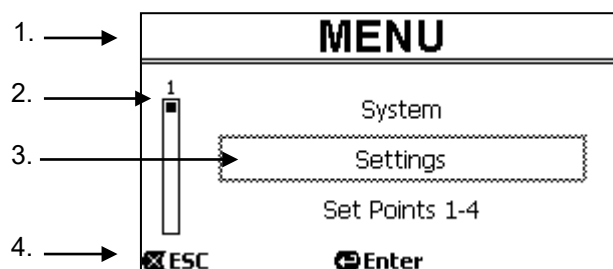 1. MENU
2. 1
System
3. Settings
Set Points 1-4
4. ESC Enter